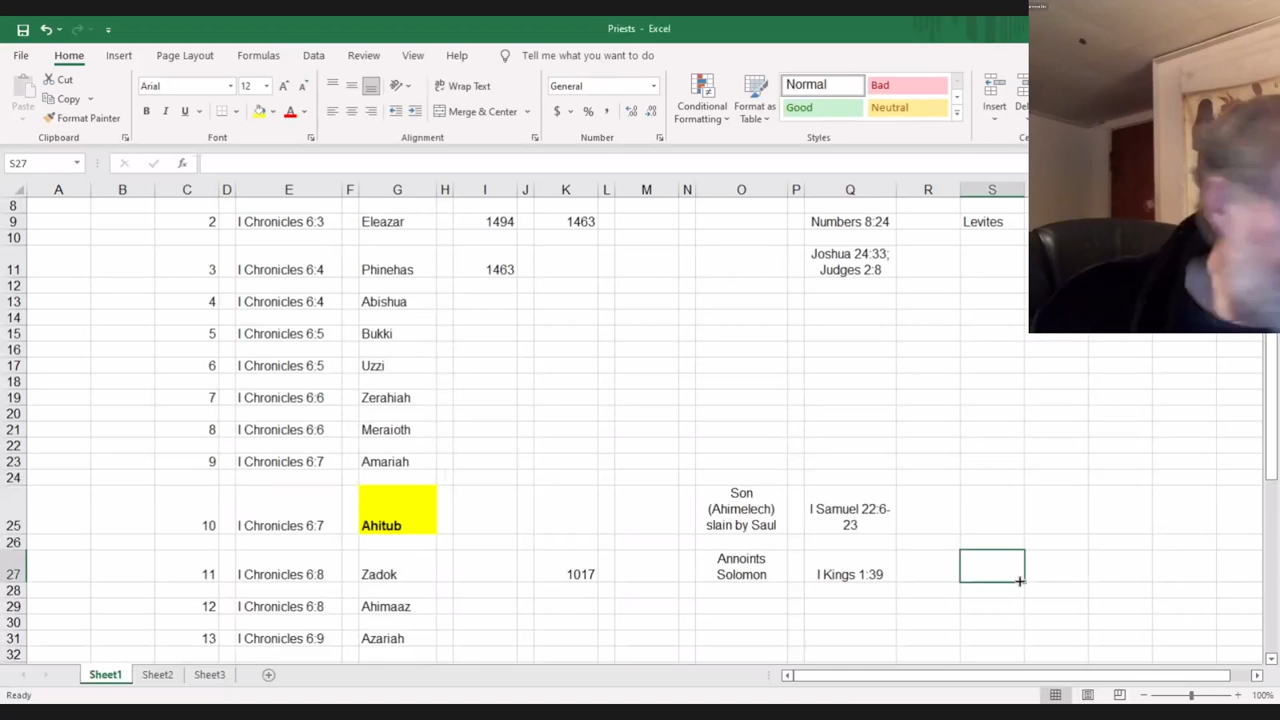 Priests - Excel
File Home Insert Page Layout Formulas Data Review View Help Tell me what you want to do
Paste
Cut
Copy
Format Painter
Clipboard
Arial 12
B I U
Font
Wrap Text
Merge & Center
Alignment
General
$ % ,
Number
Conditional
Formatting
Format as
Table
Normal Bad
Good Neutral
Styles
Insert
S27
fx
A B C D E F G H I J K L M N O P Q R S
8
9 2 I Chronicles 6:3 Eleazar 1494 1463 Numbers 8:24 Levites
10
Joshua 24:33;
11 3 I Chronicles 6:4 Phinehas 1463 Judges 2:8
12
13 4 I Chronicles 6:4 Abishua
14
15 5 I Chronicles 6:5 Bukki
16
17 6 I Chronicles 6:5 Uzzi
18
19 7 I Chronicles 6:6 Zerahiah
20
21 8 I Chronicles 6:6 Meraioth
22
23 9 I Chronicles 6:7 Amariah
24
Son
(Ahimelech) I Samuel 22:6-
25 10 I Chronicles 6:7 Ahitub slain by Saul 23
26
Annoints
27 11 I Chronicles 6:8 Zadok 1017 Solomon I Kings 1:39
28
29 12 I Chronicles 6:8 Ahimaaz
30
31 13 I Chronicles 6:9 Azariah
32
Sheet1 Sheet2 Sheet3
Ready 100%